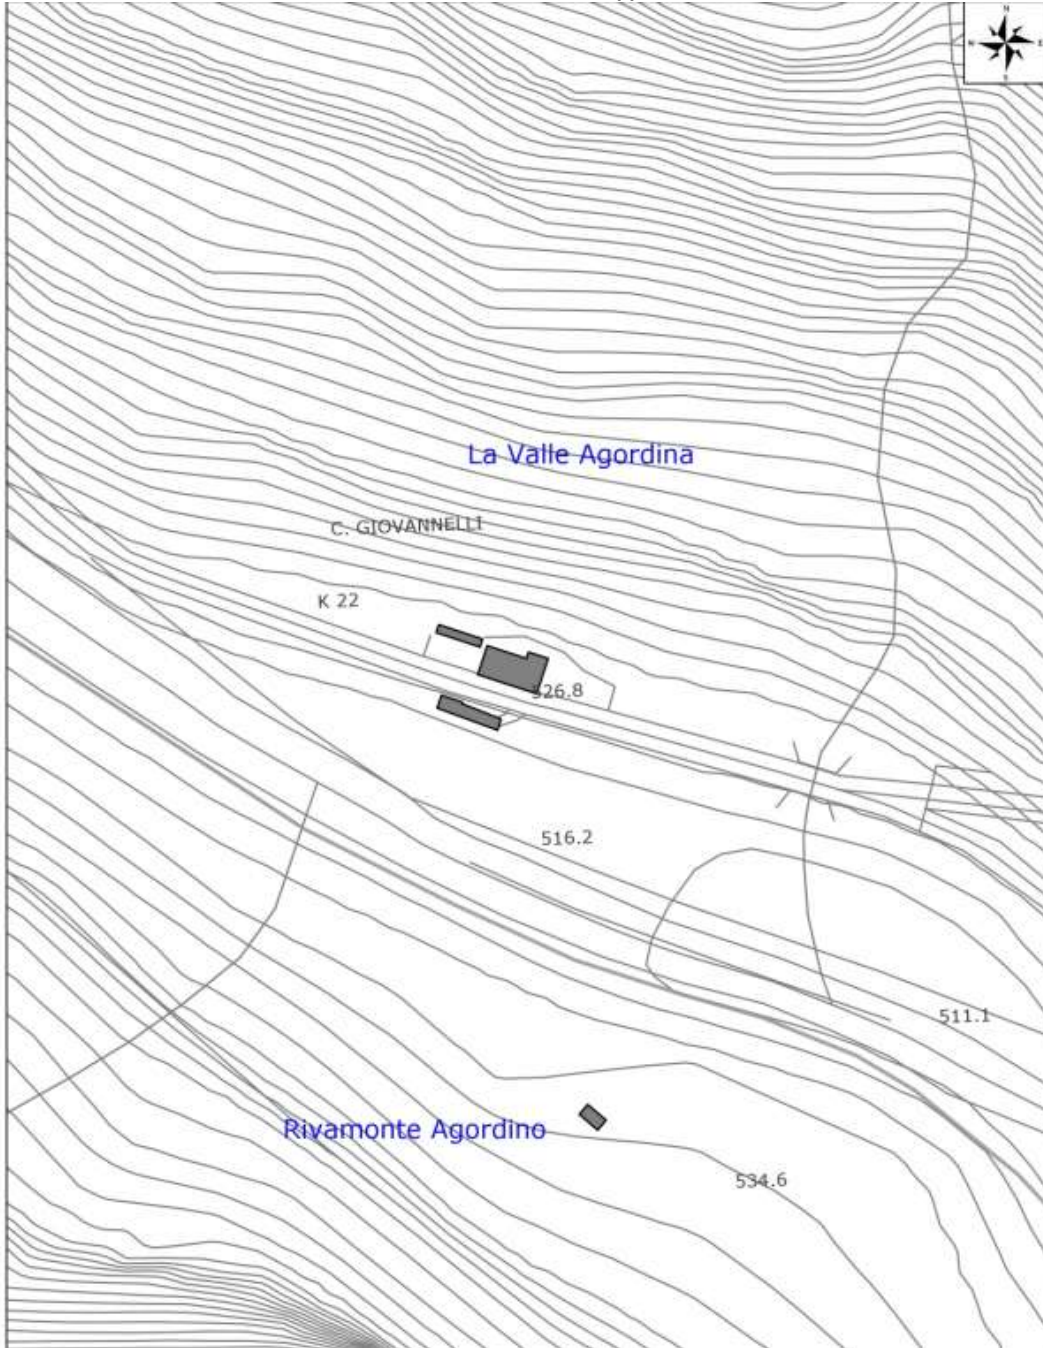 N
E
La Valle Agordina
C. GIOVANNELLI
K 22
526.8
516.2
511.1
Rivamonte Agordino
534.6